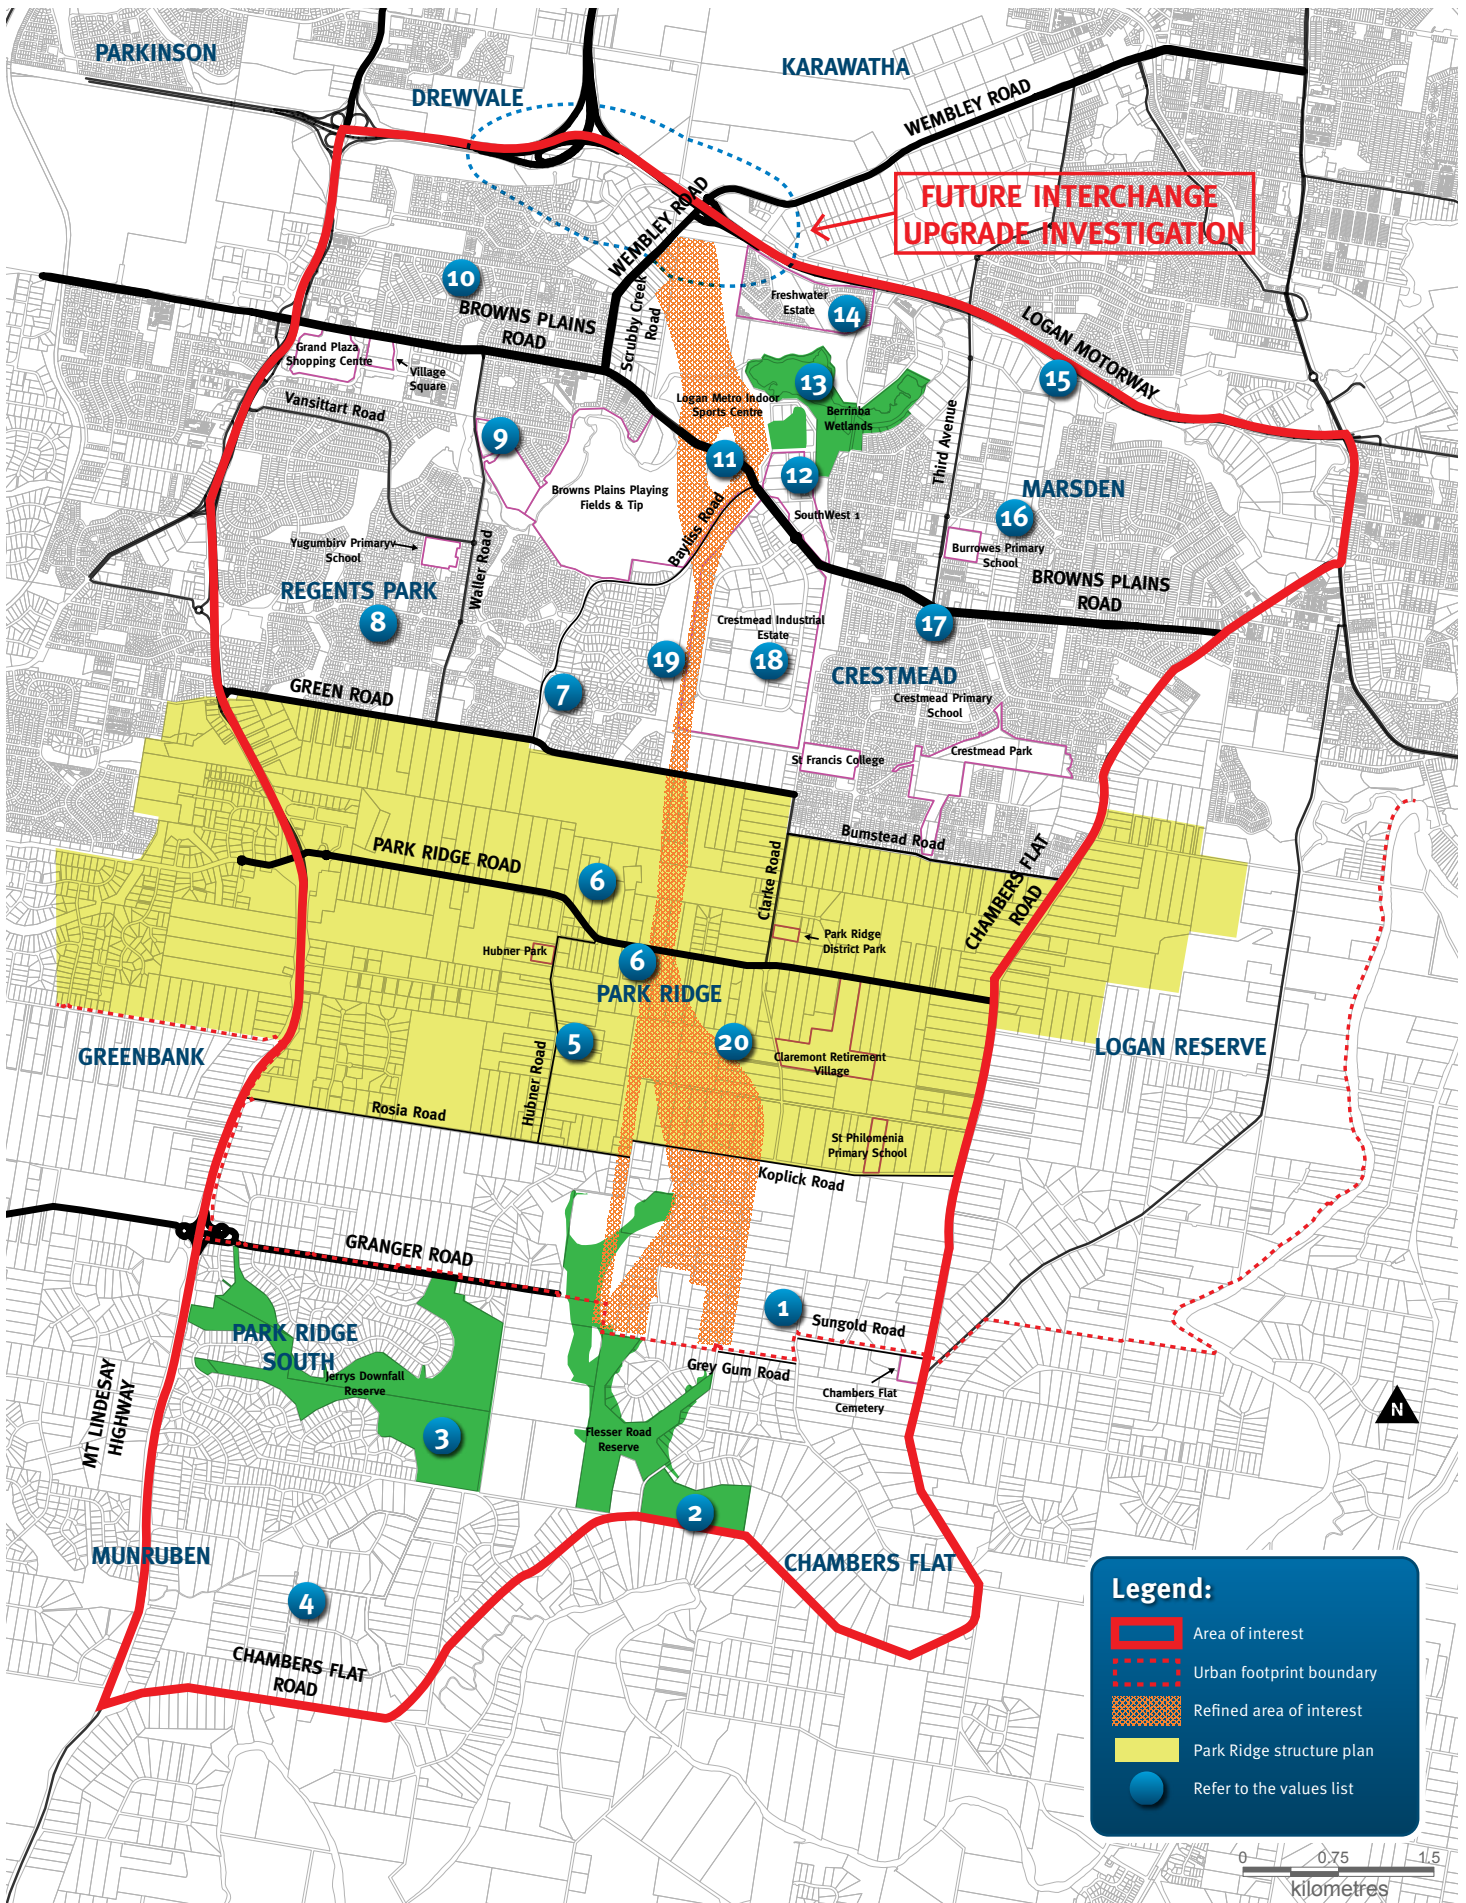 PARKINSON
KARAWATHA
DREWVALE
WEMBLEY ROAD
FUTURE INTERCHANGE
UPGRADE INVESTIGATION
WEMBLEY ROAD
10
BROWNS PLAINS
ROAD
Scrubby Creek
Road
Freshwater
Estate
14
LOGAN MOTORWAY
Grand Plaza
Shopping Centre
Village
Square
Vansittart Road
13
15
Logan Metro Indoor
Sports Centre
Berrinba
Wetlands
Third Avenue
9
11
12
MARSDEN
16
Browns Plains Playing
Fields & Tip
Bayliss Road
SouthWest 1
Yugumbirv Primaryv
School
Waller Road
Burrowes Primary
School
BROWNS PLAINS
ROAD
REGENTS PARK
8
Crestmead Industrial
Estate
17
19
18
CRESTMEAD
7
GREEN ROAD
Crestmead Primary
School
Crestmead Park
St Francis College
PARK RIDGE ROAD
Bumstead Road
6
Clarke Road
CHAMBERS FLAT
ROAD
Hubner Park
Park Ridge
District Park
6
PARK RIDGE
5
20
GREENBANK
LOGAN RESERVE
Claremont Retirement
Village
Hubner Road
Rosia Road
St Philomenia
Primary School
Koplick Road
GRANGER ROAD
1
Sungold Road
PARK RIDGE
SOUTH
Jerrys Downfall
Reserve
Grey Gum Road
Chambers Flat
Cemetery
MT LINDESAY
HIGHWAY
3
Flesser Road
Reserve
N
2
MUNRUBEN
CHAMBERS FLAT
4
CHAMBERS FLAT
ROAD
Legend:
Area of interest
Urban footprint boundary
Refined area of interest
Park Ridge structure plan
Refer to the values list
0 0.75 1.5
kilometres